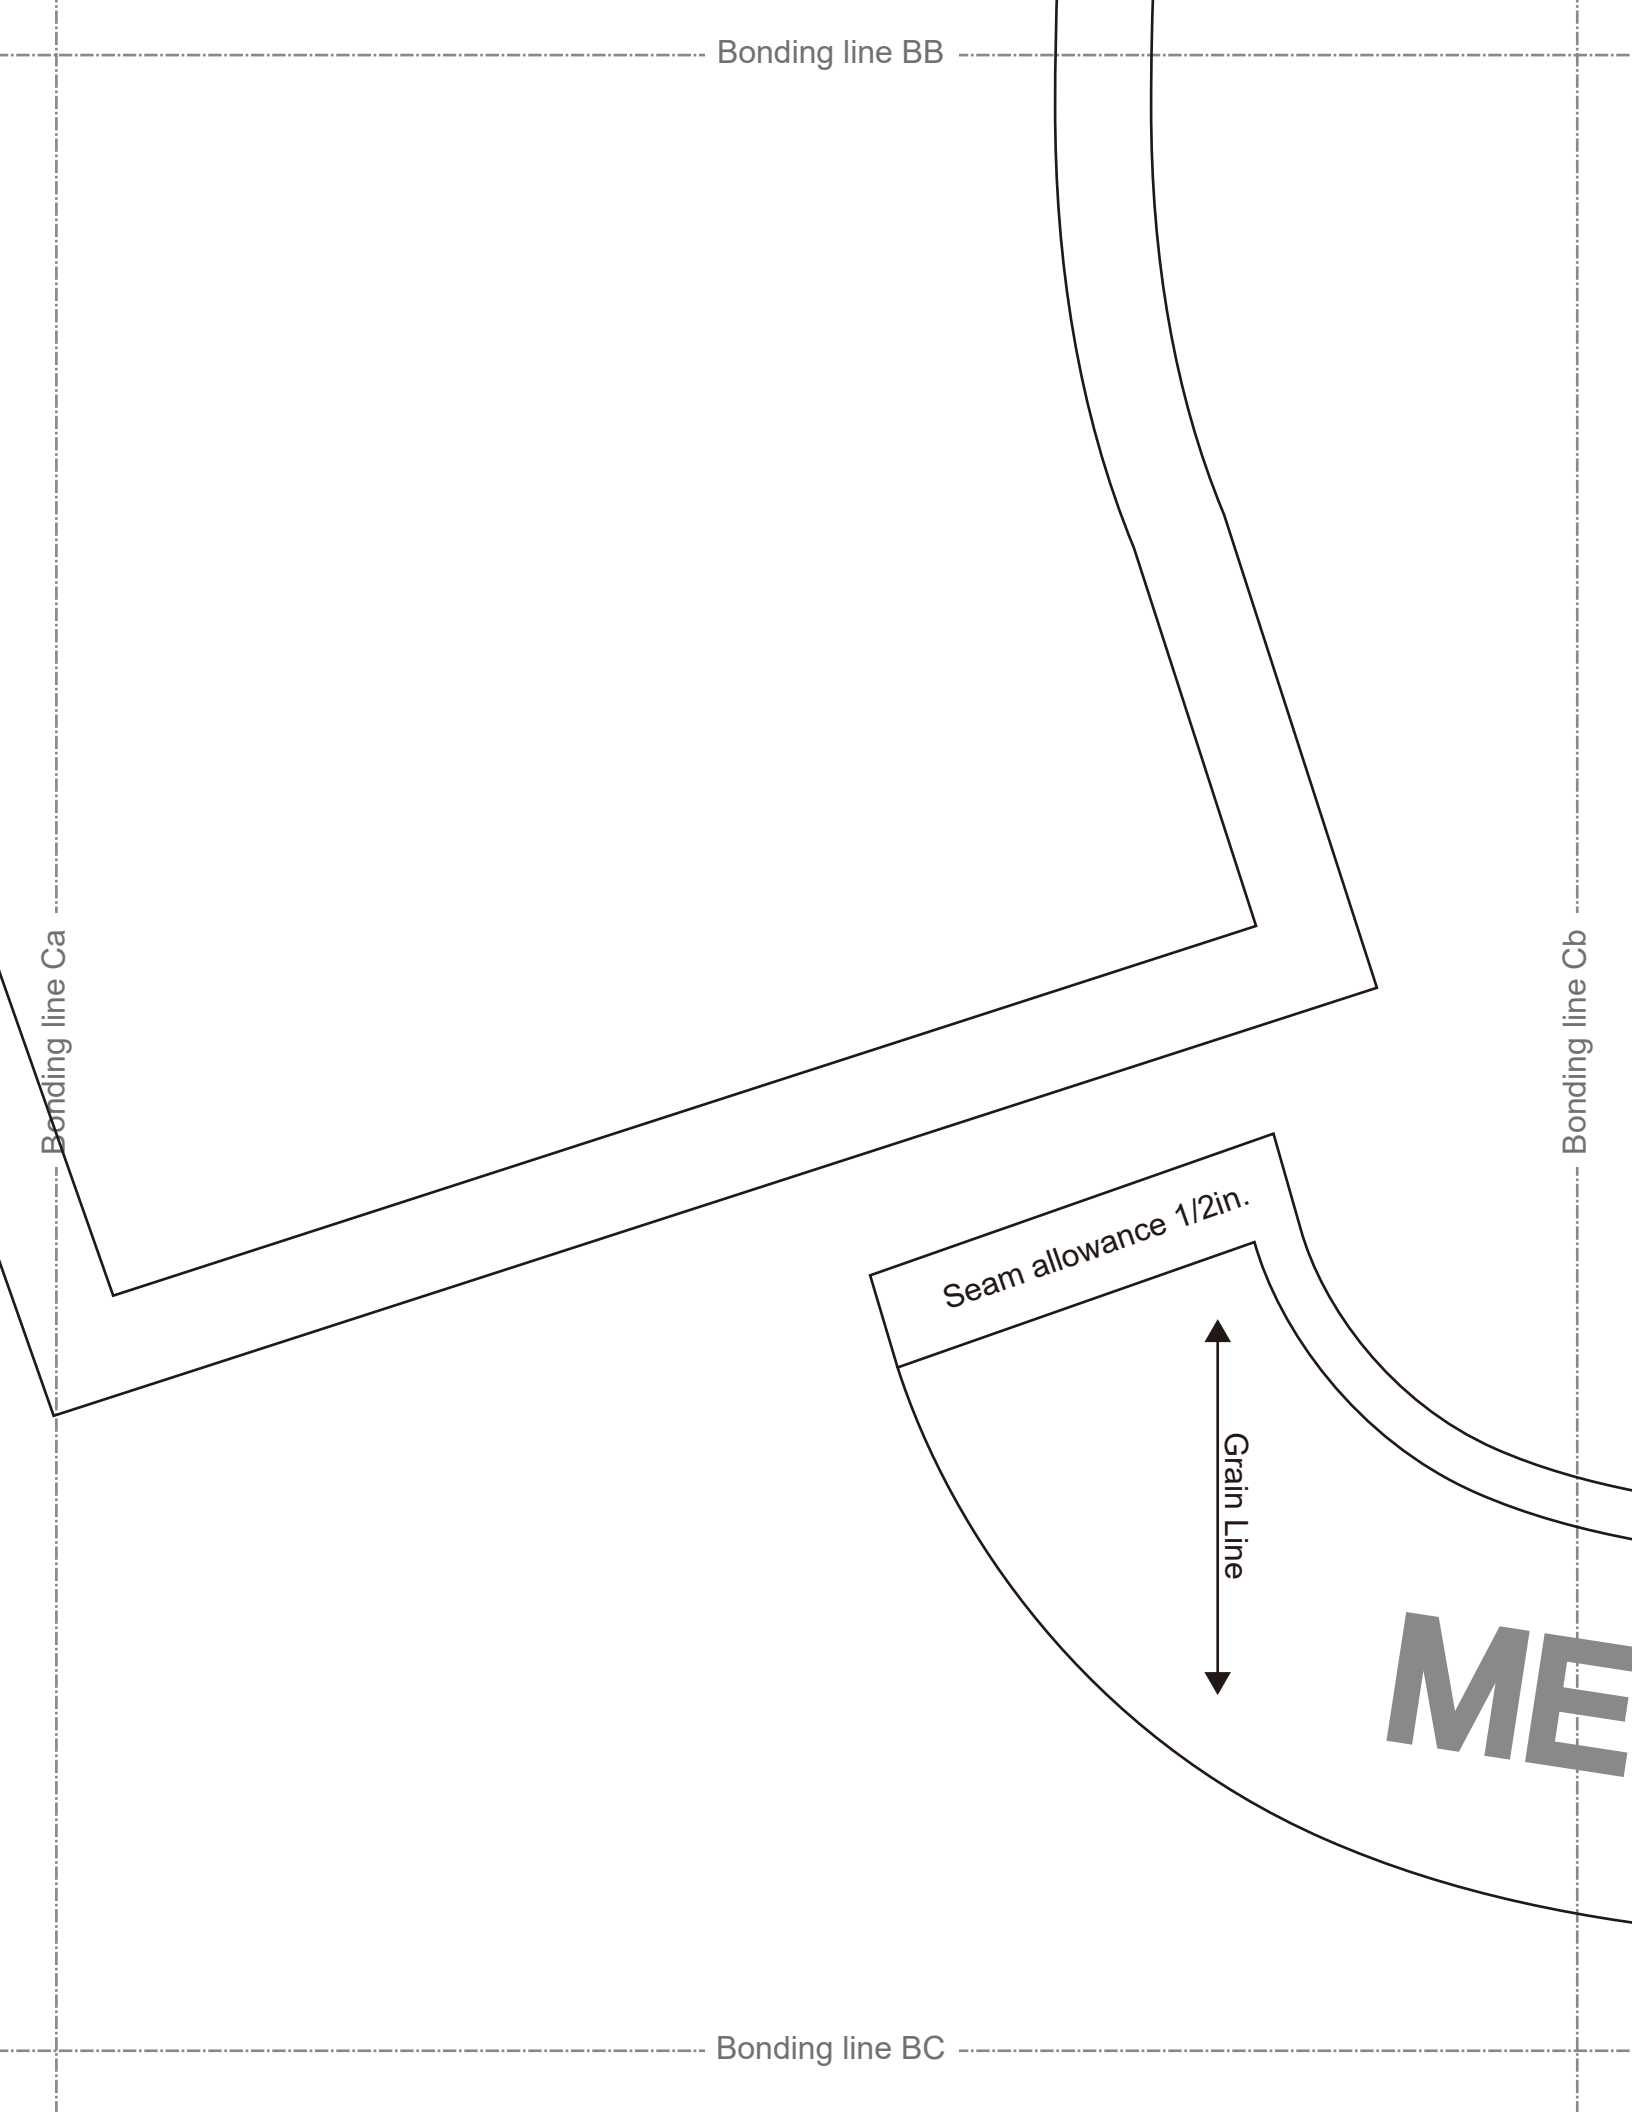 Bonding line BB
Bonding line Ca
Bonding line Cb
Seam allowance 1/2in.
Grain Line
ME
Bonding line BC